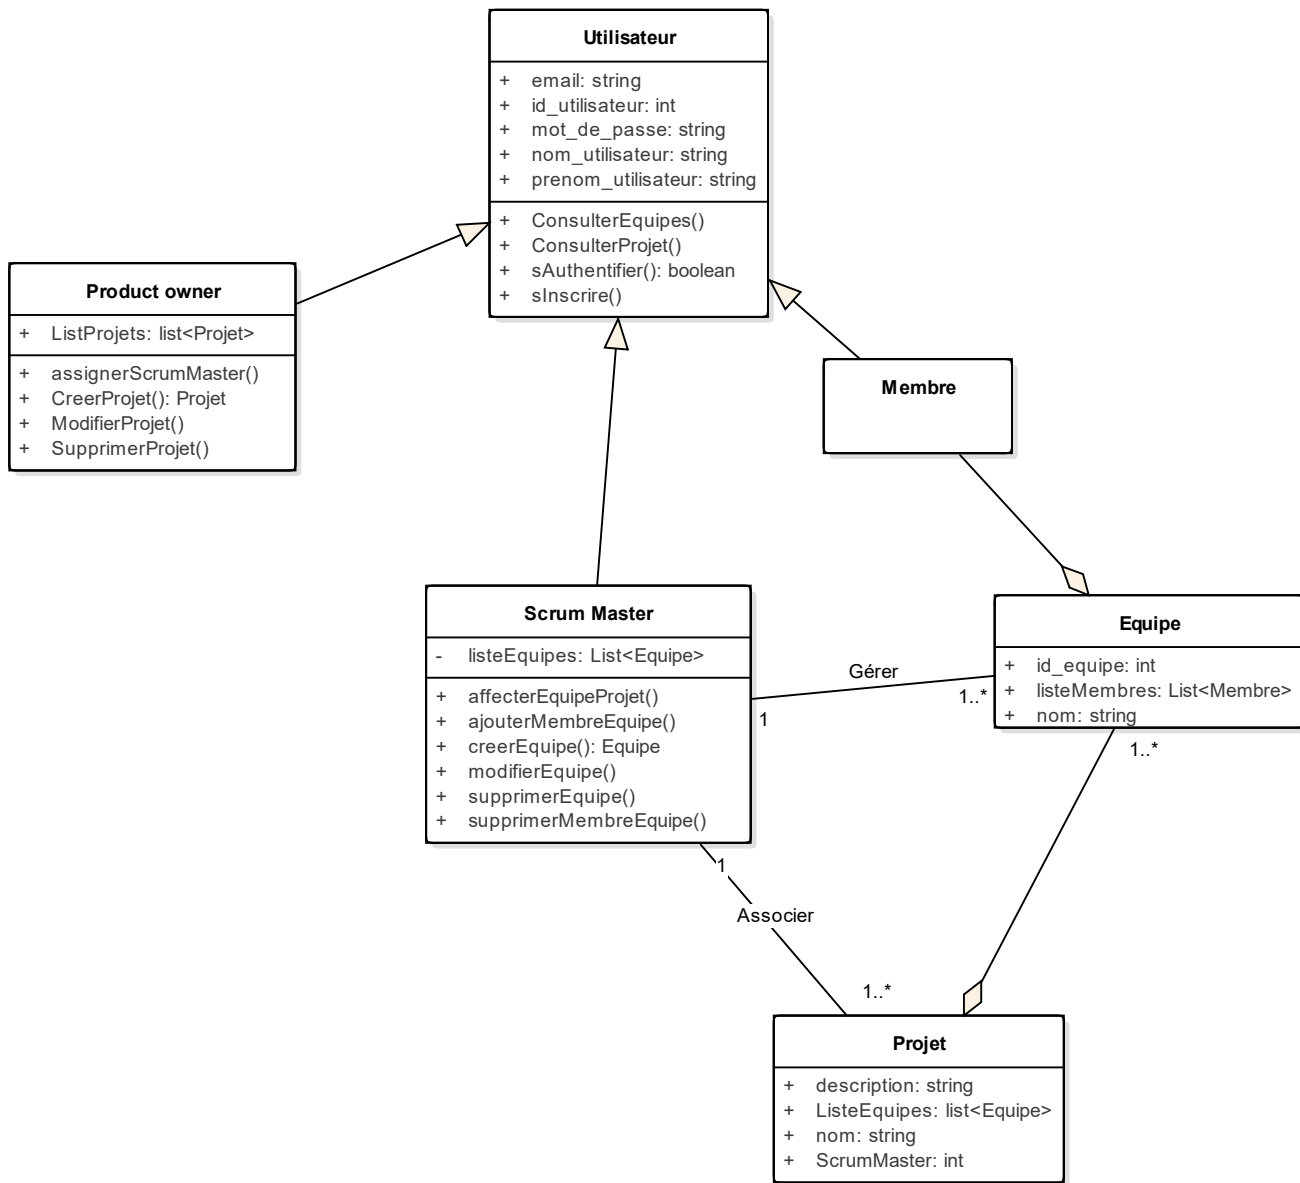 Utilisateur
+ email: string
+ id_utilisateur: int
+ mot_de_passe: string
+ nom_utilisateur: string
+ prenom_utilisateur: string
+ ConsulterEquipes()
+ ConsulterProjet()
+ sAuthentifier(): boolean
+ sInscrire()
Product owner
+ ListProjets: list<Projet>
+ assignerScrumMaster()
+ CreerProjet(): Projet
+ ModifierProjet()
+ SupprimerProjet()
Membre
Scrum Master
- listeEquipes: List<Equipe>
+ affecterEquipeProjet()
+ ajouterMembreEquipe()
+ creerEquipe(): Equipe
+ modifierEquipe()
+ supprimerEquipe()
+ supprimerMembreEquipe()
Gérer
1
1..*
Equipe
+ id_equipe: int
+ listeMembres: List<Membre>
+ nom: string
1..*
1
Associer
1..*
Projet
+ description: string
+ ListeEquipes: list<Equipe>
+ nom: string
+ ScrumMaster: int